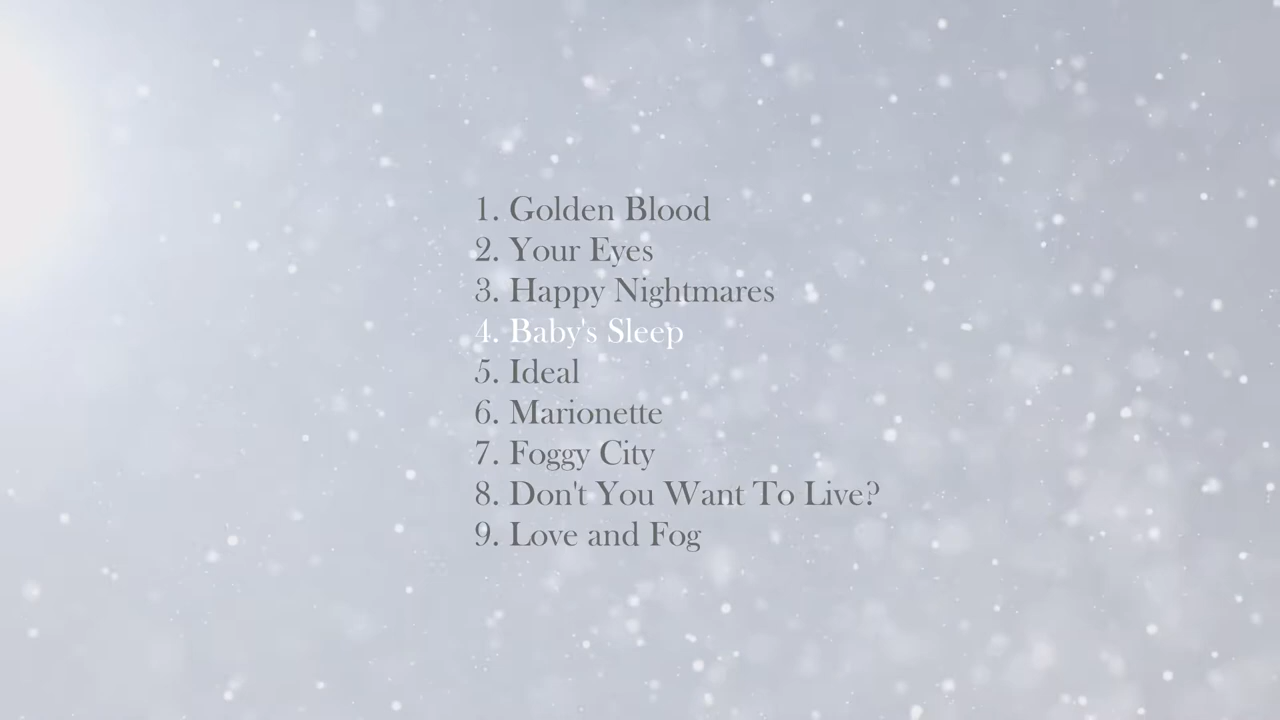 1. Golden Blood
2. Your Eyes
3. Happy Nightmares
4. Baby's Sleep
5. Ideal
6. Marionette
7. Foggy City
8. Don't You Want To Live?
9. Love and Fog